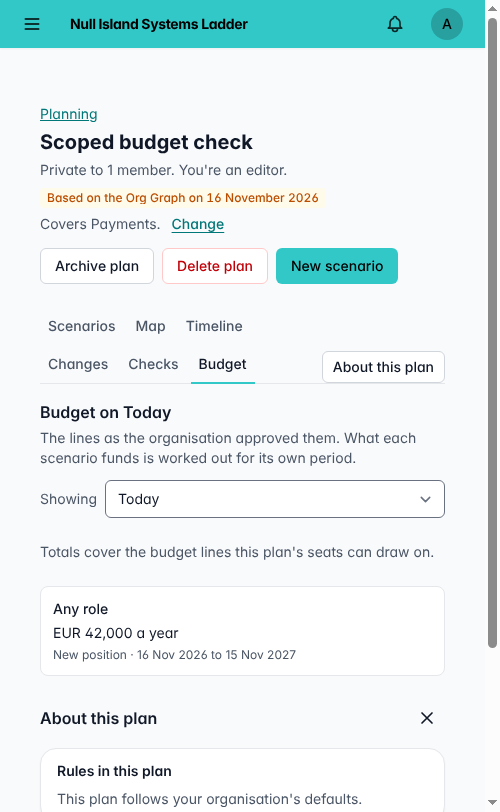 Null Island Systems Ladder
A
Planning
Scoped budget check
Private to 1 member. You're an editor.
Based on the Org Graph on 16 November 2026
Covers Payments. Change
Archive plan
Delete plan
New scenario
Scenarios
Map
Timeline
Changes
Checks
Budget
About this plan
Budget on Today
The lines as the organisation approved them. What each
scenario funds is worked out for its own period.
Showing
Today
Totals cover the budget lines this plan's seats can draw on.
Any role
EUR 42,000 a year
New position · 16 Nov 2026 to 15 Nov 2027
About this plan
Rules in this plan
This plan follows your organisation's defaults.